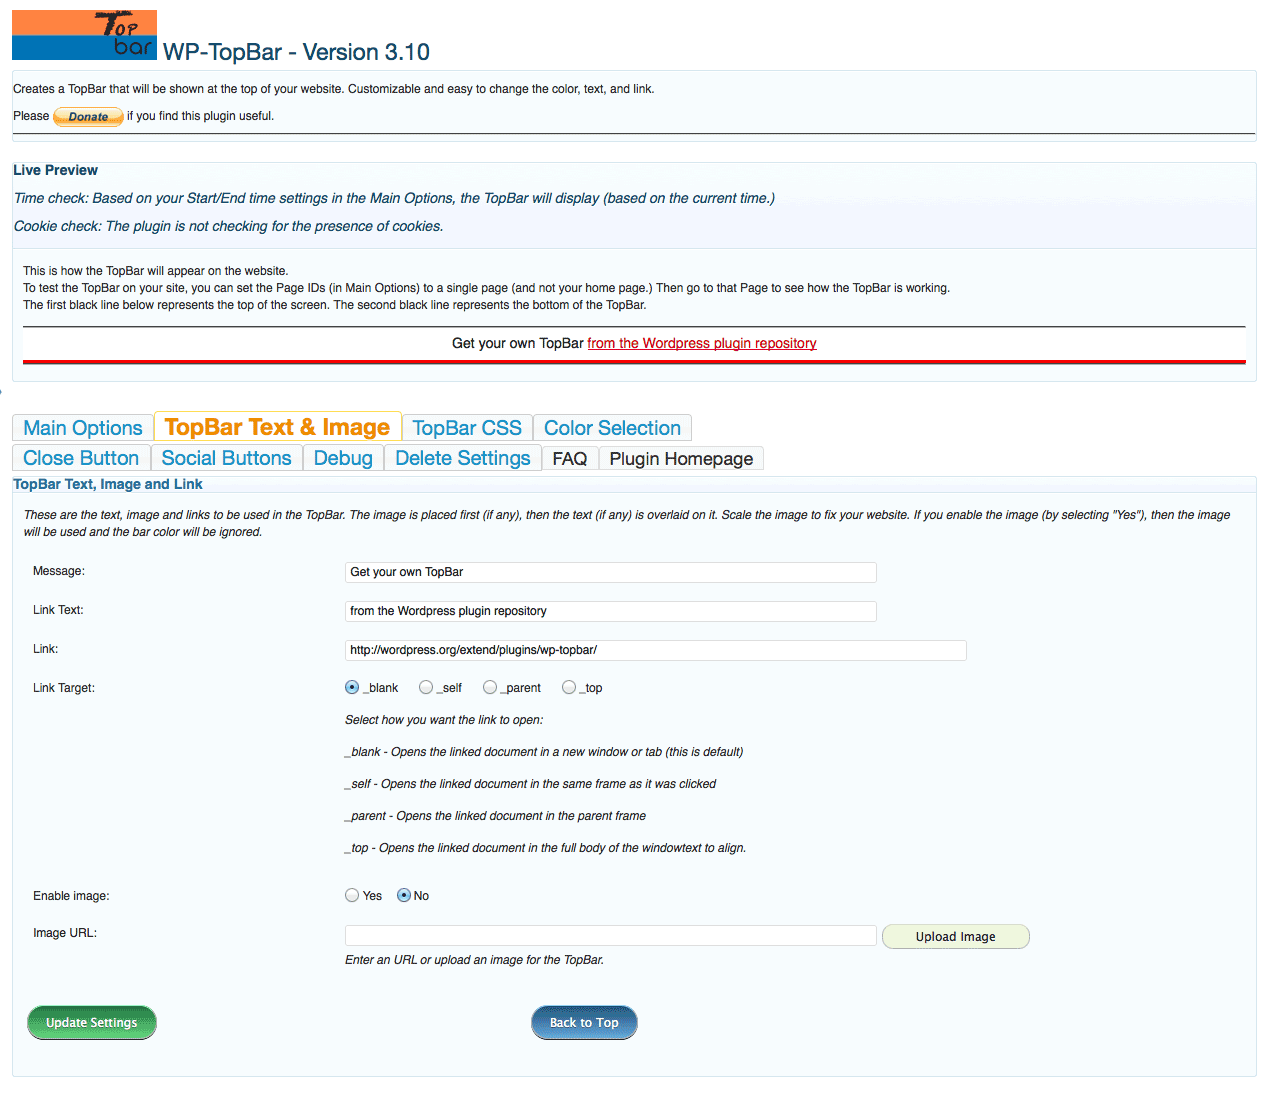 Top
bar
WP-TopBar - Version 3.10
Creates a TopBar that will be shown at the top of your website. Customizable and easy to change the color, text, and link.
Please Donate if you find this plugin useful.
Live Preview
Time check: Based on your Start/End time settings in the Main Options, the TopBar will display (based on the current time.)
Cookie check: The plugin is not checking for the presence of cookies.
This is how the TopBar will appear on the website.
To test the TopBar on your site, you can set the Page IDs (in Main Options) to a single page (and not your home page.) Then go to that Page to see how the TopBar is working.
The first black line below represents the top of the screen. The second black line represents the bottom of the TopBar.
Get your own TopBar from the Wordpress plugin repository
Main Options TopBar Text & Image TopBar CSS Color Selection
Close Button Social Buttons Debug Delete Settings FAQ Plugin Homepage
TopBar Text, Image and Link
These are the text, image and links to be used in the TopBar. The image is placed first (if any), then the text (if any) is overlaid on it. Scale the image to fix your website. If you enable the image (by selecting "Yes"), then the image
will be used and the bar color will be ignored.
Message: Get your own TopBar
Link Text: from the Wordpress plugin repository
Link: http://wordpress.org/extend/plugins/wp-topbar/
Link Target: _blank _self _parent _top
Select how you want the link to open:
_blank - Opens the linked document in a new window or tab (this is default)
_self - Opens the linked document in the same frame as it was clicked
_parent - Opens the linked document in the parent frame
_top - Opens the linked document in the full body of the windowtext to align.
Enable image: Yes No
Image URL: Upload Image
Enter an URL or upload an image for the TopBar.
Update Settings Back to Top